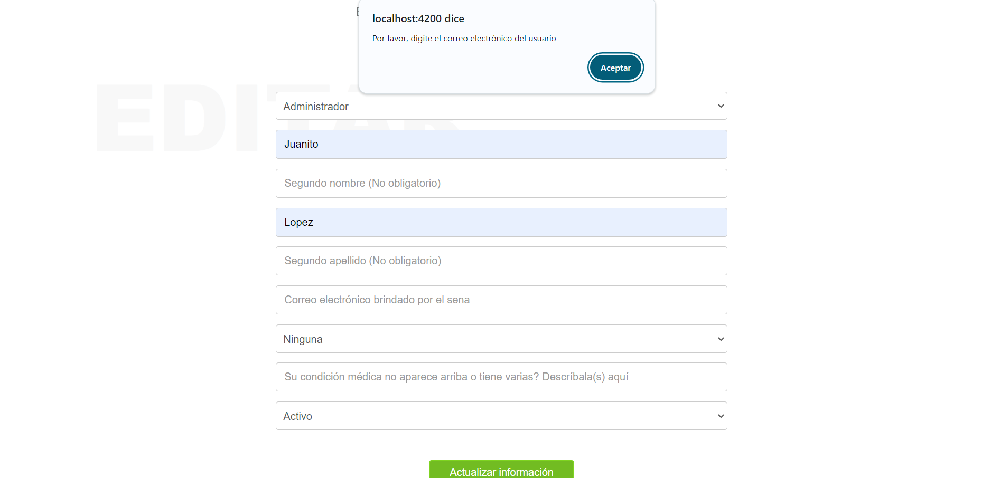 localhost:4200 dice
Por favor, digite el correo electrónico del usuario
Aceptar
Administrador
Juanito
Segundo nombre (No obligatorio)
Lopez
Segundo apellido (No obligatorio)
Correo electrónico brindado por el sena
Ninguna
Su condición médica no aparece arriba o tiene varias? Descríbala(s) aquí
Activo
Actualizar información